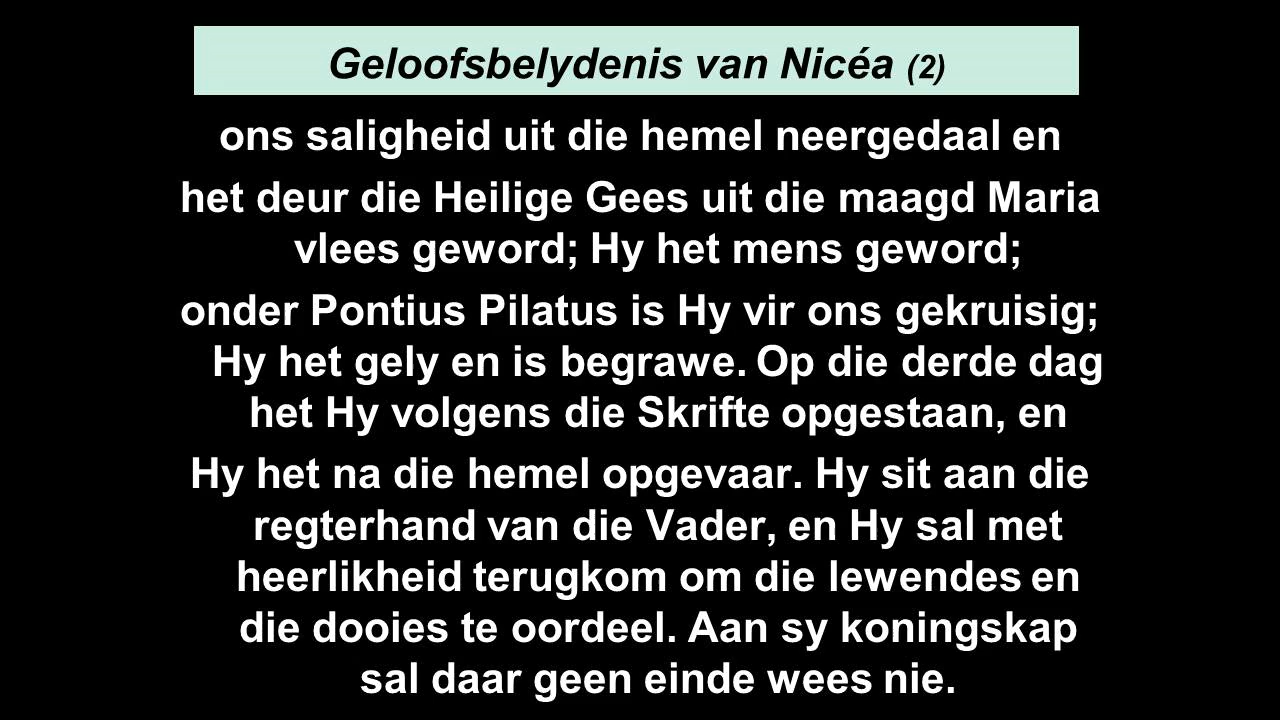 Geloofsbelydenis van Nicéa (2)
ons saligheid uit die hemel neergedaal en
het deur die Heilige Gees uit die maagd Maria
vlees geword; Hy het mens geword;
onder Pontius Pilatus is Hy vir ons gekruisig;
Hy het gely en is begrawe. Op die derde dag
het Hy volgens die Skrifte opgestaan, en
Hy het na die hemel opgevaar. Hy sit aan die
regterhand van die Vader, en Hy sal met
heerlikheid terugkom om die lewendes en
die dooies te oordeel. Aan sy koningskap
sal daar geen einde wees nie.